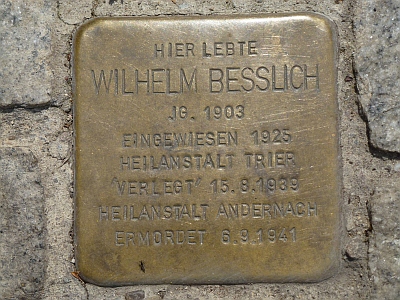 HIER LEBTE
WILHELM BESSLICH
JG. 1903
EINGEWIESEN 1925
HEILANSTALT TRIER
"VERLEGT" 15.8.1939
HEILANSTALT ANDERNACH
ERMORDET 6.9.1941